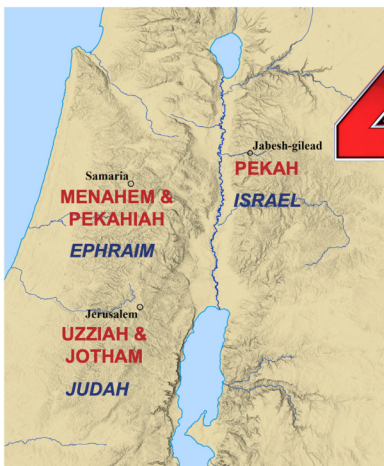 Jabesh-gilead
PEKAH
ISRAEL
Samaria
MENAHEM &
PEKAHIAH
EPHRAIM
Jerusalem
UZZIAH &
JOTHAM
JUDAH